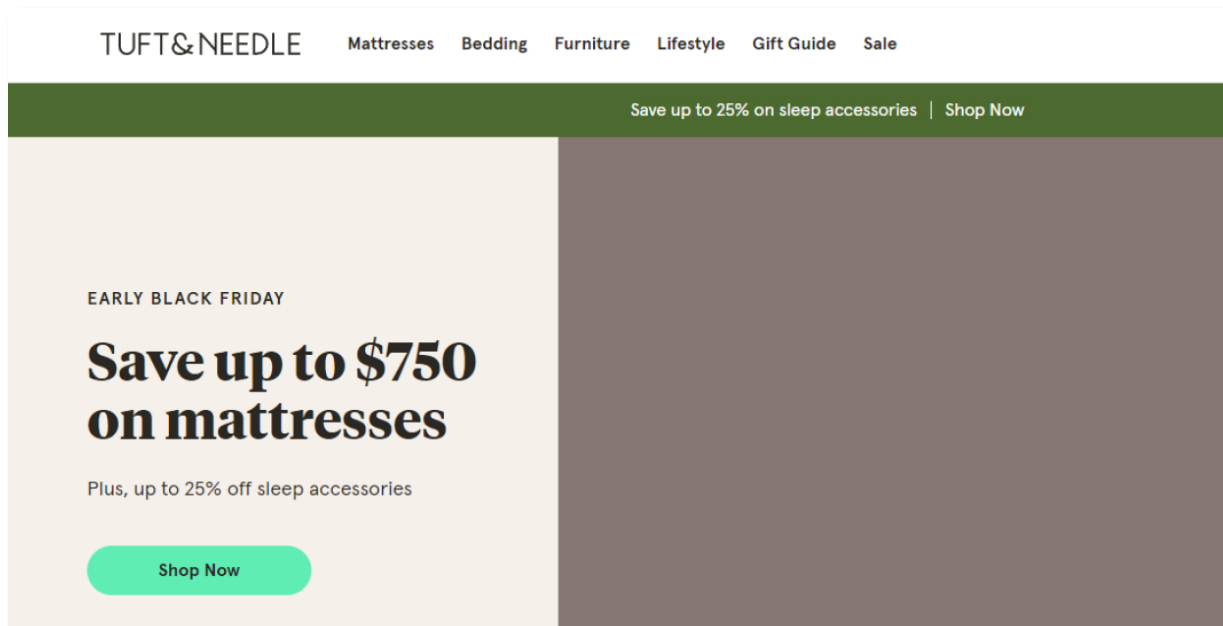 TUFT&NEEDLE Mattresses Bedding Furniture Lifestyle Gift Guide Sale
Save up to 25% on sleep accessories | Shop Now
EARLY BLACK FRIDAY
Save up to $750
on mattresses
Plus, up to 25% off sleep accessories
Shop Now